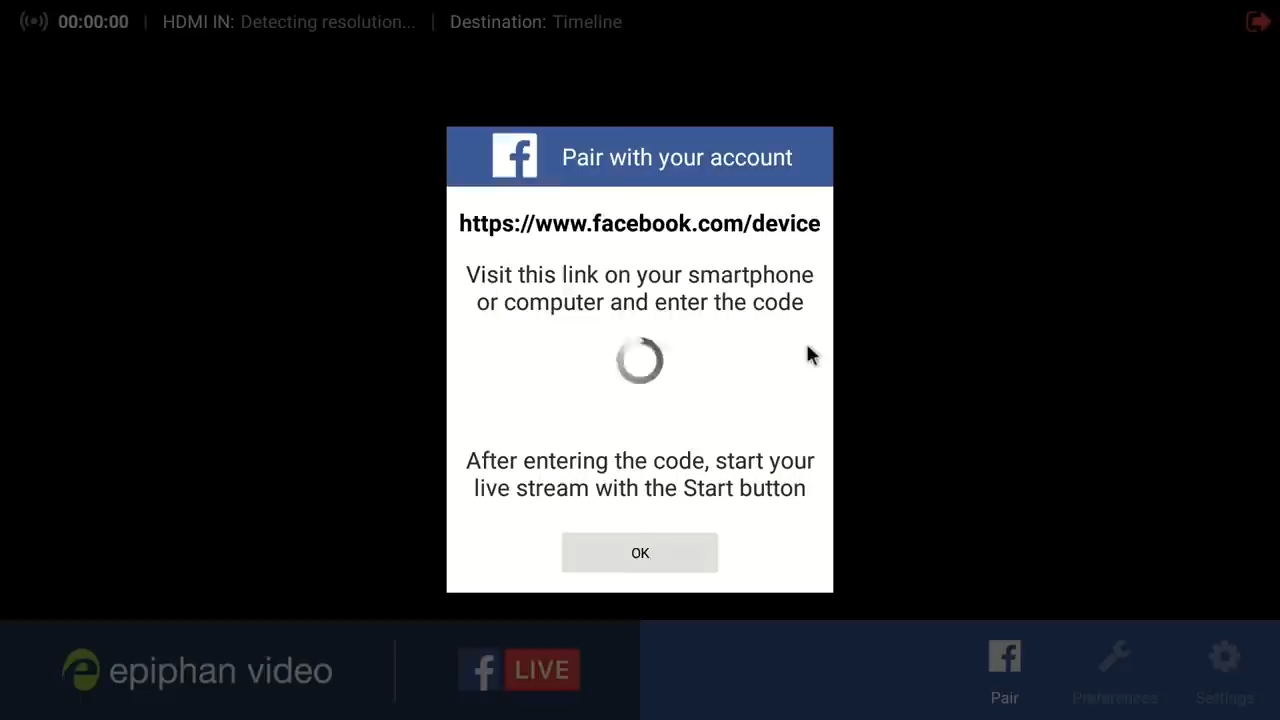 00:00:00 | HDMI IN: Detecting resolution... | Destination: Timeline
Pair with your account
https://www.facebook.com/device
Visit this link on your smartphone
or computer and enter the code
After entering the code, start your
live stream with the Start button
OK
epiphan video
f LIVE
Pair
Preferences
Settings